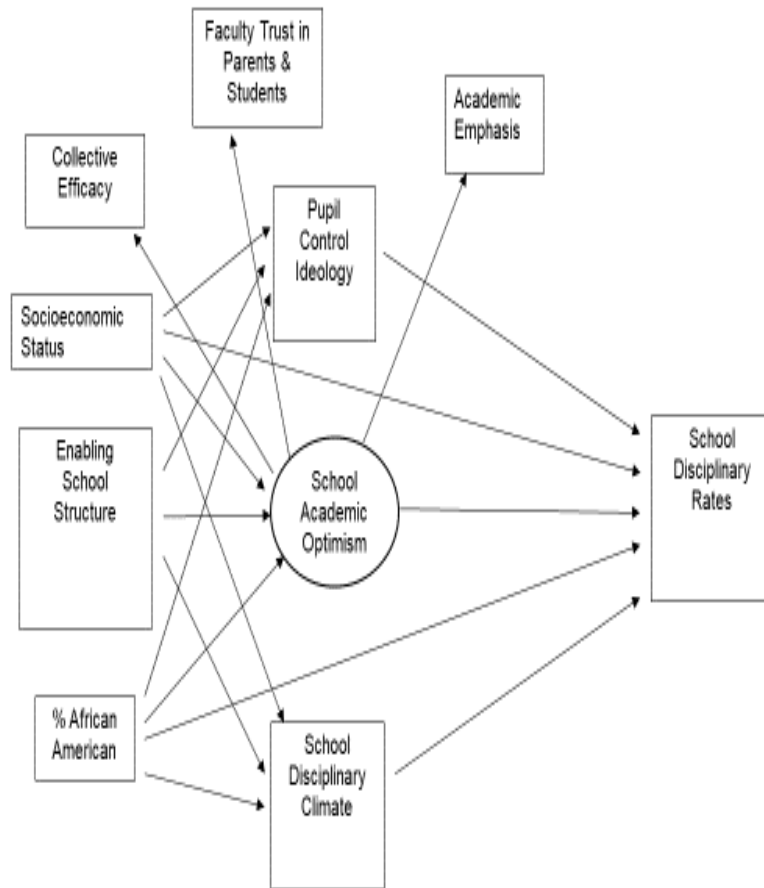 Faculty Trust in
Parents &
Students
Academic
Emphasis
Collective
Efficacy
Pupil
Control
Ideology
Socioeconomic
Status
Enabling
School
Structure
School
Academic
Optimism
School
Disciplinary
Rates
% African
American
School
Disciplinary
Climate